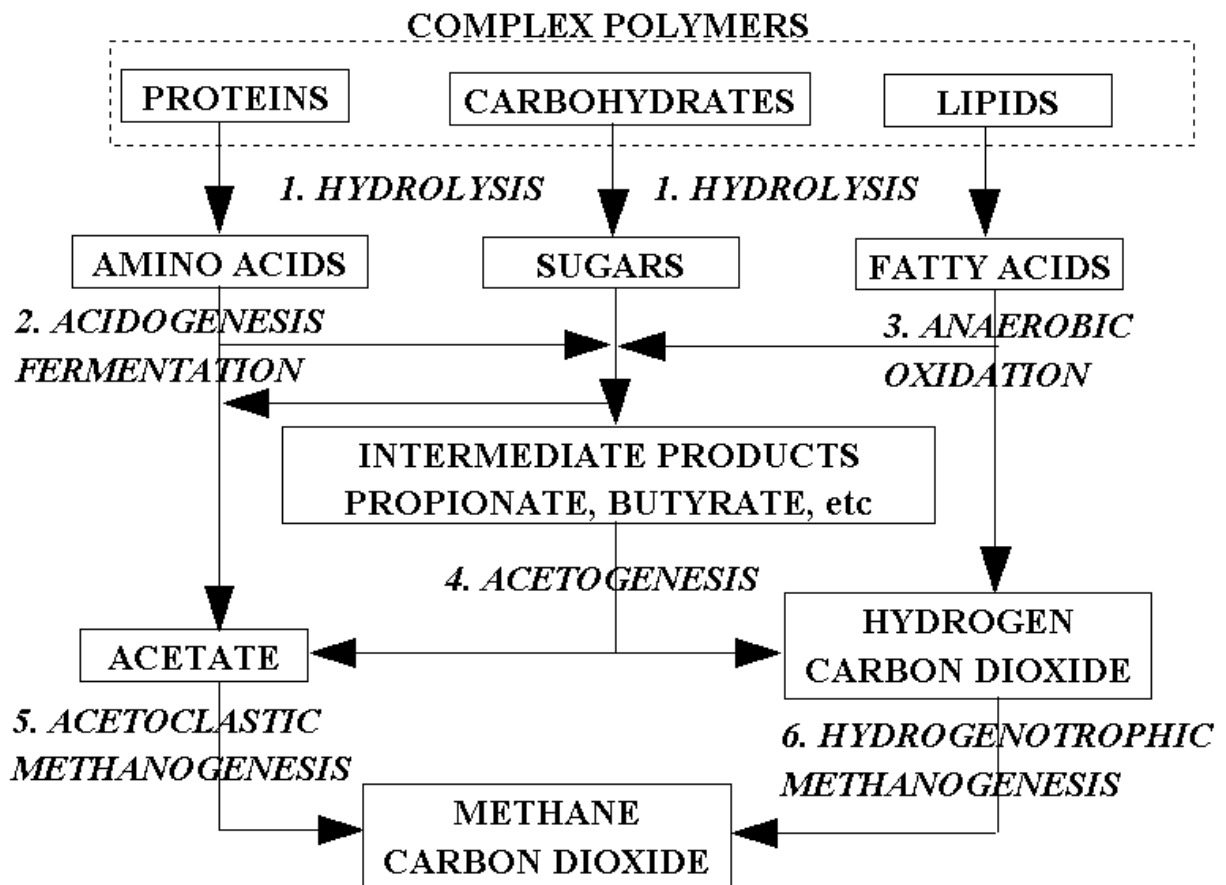 COMPLEX POLYMERS
PROTEINS
CARBOHYDRATES
LIPIDS
1. HYDROLYSIS
1. HYDROLYSIS
AMINO ACIDS
SUGARS
FATTY ACIDS
2. ACIDOGENESIS
FERMENTATION
3. ANAEROBIC
OXIDATION
INTERMEDIATE PRODUCTS
PROPIONATE, BUTYRATE, etc
4. ACETOGENESIS
ACETATE
HYDROGEN
CARBON DIOXIDE
5. ACETOCLASTIC
METHANOGENESIS
6. HYDROGENOTROPHIC
METHANOGENESIS
METHANE
CARBON DIOXIDE